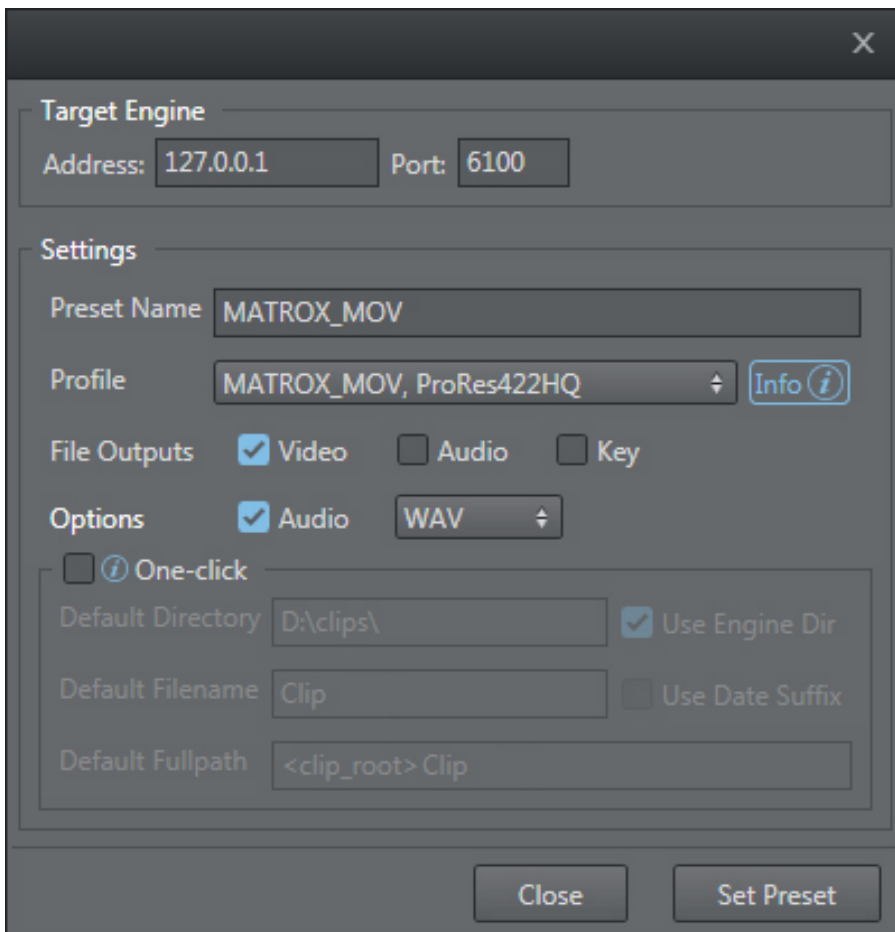 X
Target Engine
Address: 127.0.0.1 Port: 6100
Settings
Preset Name MATROX_MOV
Profile MATROX_MOV, ProRes422HQ Info i
File Outputs Video Audio Key
Options Audio WAV
i One-click
Default Directory D:\clips\ Use Engine Dir
Default Filename Clip Use Date Suffix
Default Fullpath <clip_root>Clip
Close Set Preset